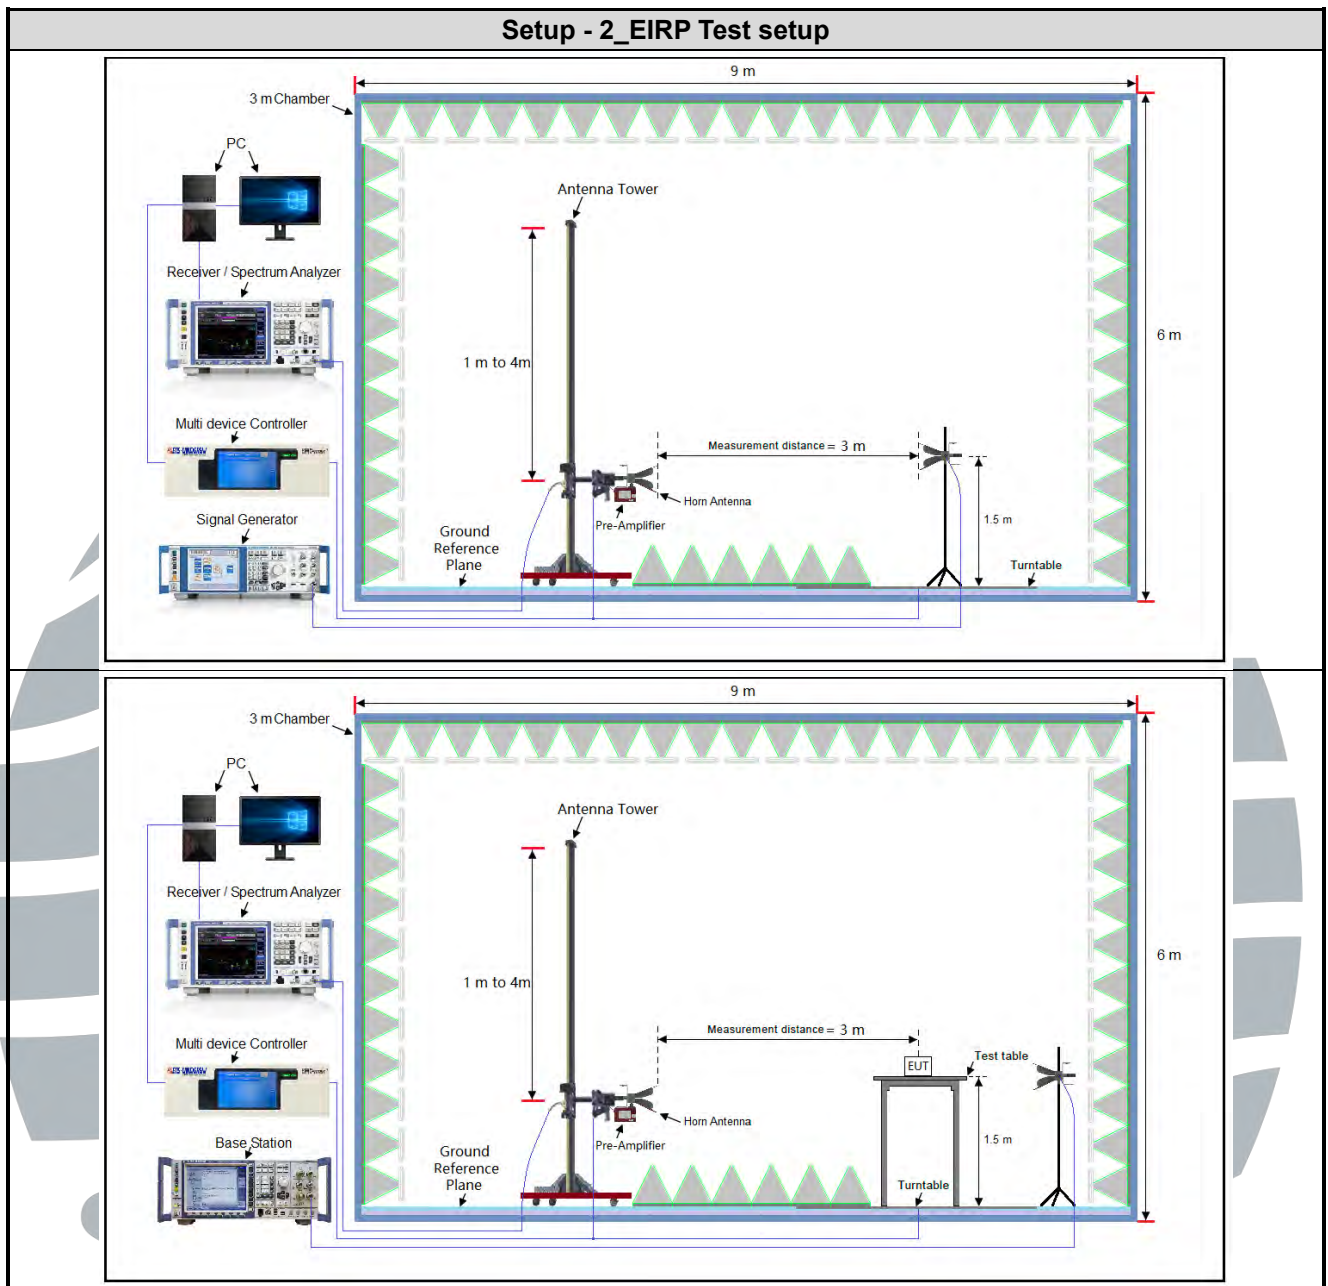 Setup - 2_EIRP Test setup
9 m
3 m Chamber
PC
Antenna Tower
Receiver / Spectrum Analyzer
6 m
1 m to 4m
Multi device Controller
Measurement distance = 3 m
Horn Antenna
Signal Generator
Pre-Amplifier
1.5 m
Ground
Reference
Plane
Turntable
9 m
3 m Chamber
PC
Antenna Tower
Receiver / Spectrum Analyzer
6 m
1 m to 4m
Measurement distance = 3 m
Multi device Controller
EUT
Test table
Horn Antenna
Base Station
Pre-Amplifier
1.5 m
Ground
Reference
Plane
Turntable